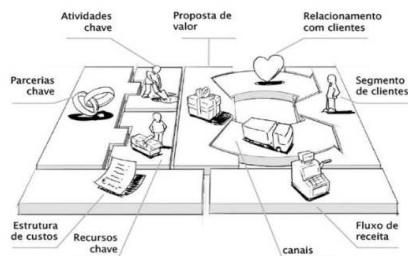 Atividades
chave
Proposta de
valor
Relacionamento
com clientes
Parcerias
chave
Segmento
de clientes
Estrutura
de custos
Recursos
chave
canais
Fluxo de
receita